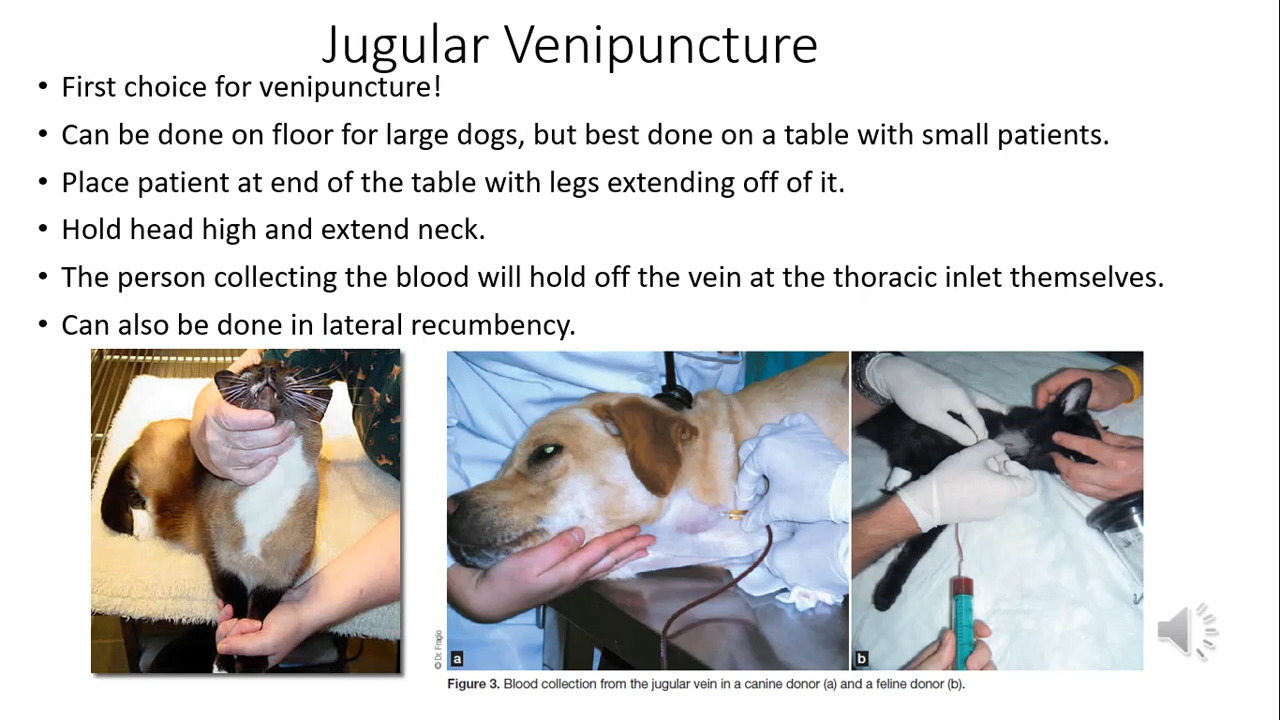 Jugular Venipuncture
• First choice for venipuncture!
• Can be done on floor for large dogs, but best done on a table with small patients.
• Place patient at end of the table with legs extending off of it.
• Hold head high and extend neck.
• The person collecting the blood will hold off the vein at the thoracic inlet themselves.
• Can also be done in lateral recumbency.
© Dr. Fragio
a
b
Figure 3. Blood collection from the jugular vein in a canine donor (a) and a feline donor (b).